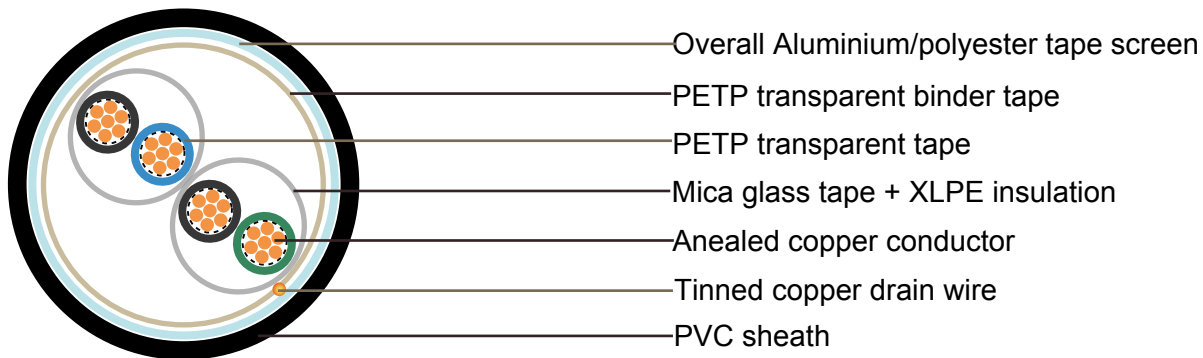 Overall Aluminium/polyester tape screen
PETP transparent binder tape
PETP transparent tape
Mica glass tape + XLPE insulation
Anealed copper conductor
Tinned copper drain wire
PVC sheath